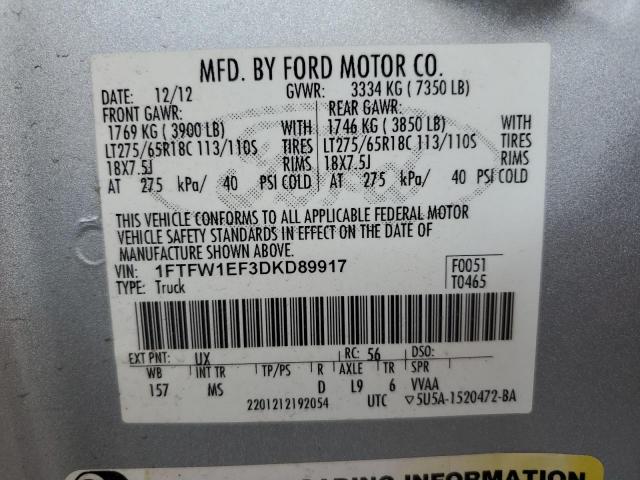 MFD. BY FORD MOTOR CO.
DATE: 12/12 GVWR: 3334 KG ( 7350 LB)
FRONT GAWR: REAR GAWR:
1769 KG ( 3900 LB) WITH 1746 KG ( 3850 LB) WITH
LT275/65R18C 113/110S TIRES LT275/65R18C 113/110S TIRES
18X7.5J RIMS 18X7.5J RIMS
AT 275 kPa/ 40 PSI COLD AT 275 kPa/ 40 PSI COLD
THIS VEHICLE CONFORMS TO ALL APPLICABLE FEDERAL MOTOR
VEHICLE SAFETY STANDARDS IN EFFECT ON THE DATE OF
MANUFACTURE SHOWN ABOVE.
VIN: 1FTFW1EF3DKD89917 F0051
TYPE: Truck T0465
EXT PNT: UX RC: 56 DSO:
WB INT TR TP/PS R AXLE TR SPR
157 MS D L9 6 VVAA
2201212192054 UTC ▽5U5A-1520472-BA
LOADING INFORMATION